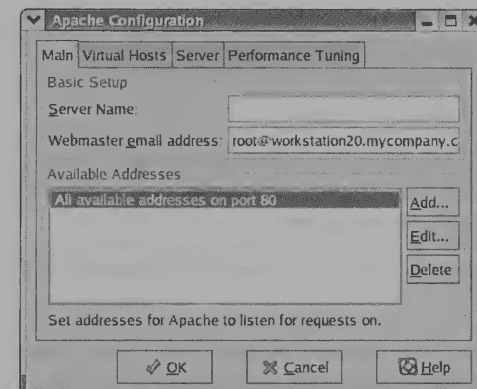 Apache Configuration
Main Virtual Hosts Server Performance Tuning
Basic Setup
Server Name:
Webmaster email address: root@workstation20.mycompany.c
Available Addresses
All available addresses on port 80
Add...
Edit...
Delete
Set addresses for Apache to listen for requests on.
OK Cancel Help